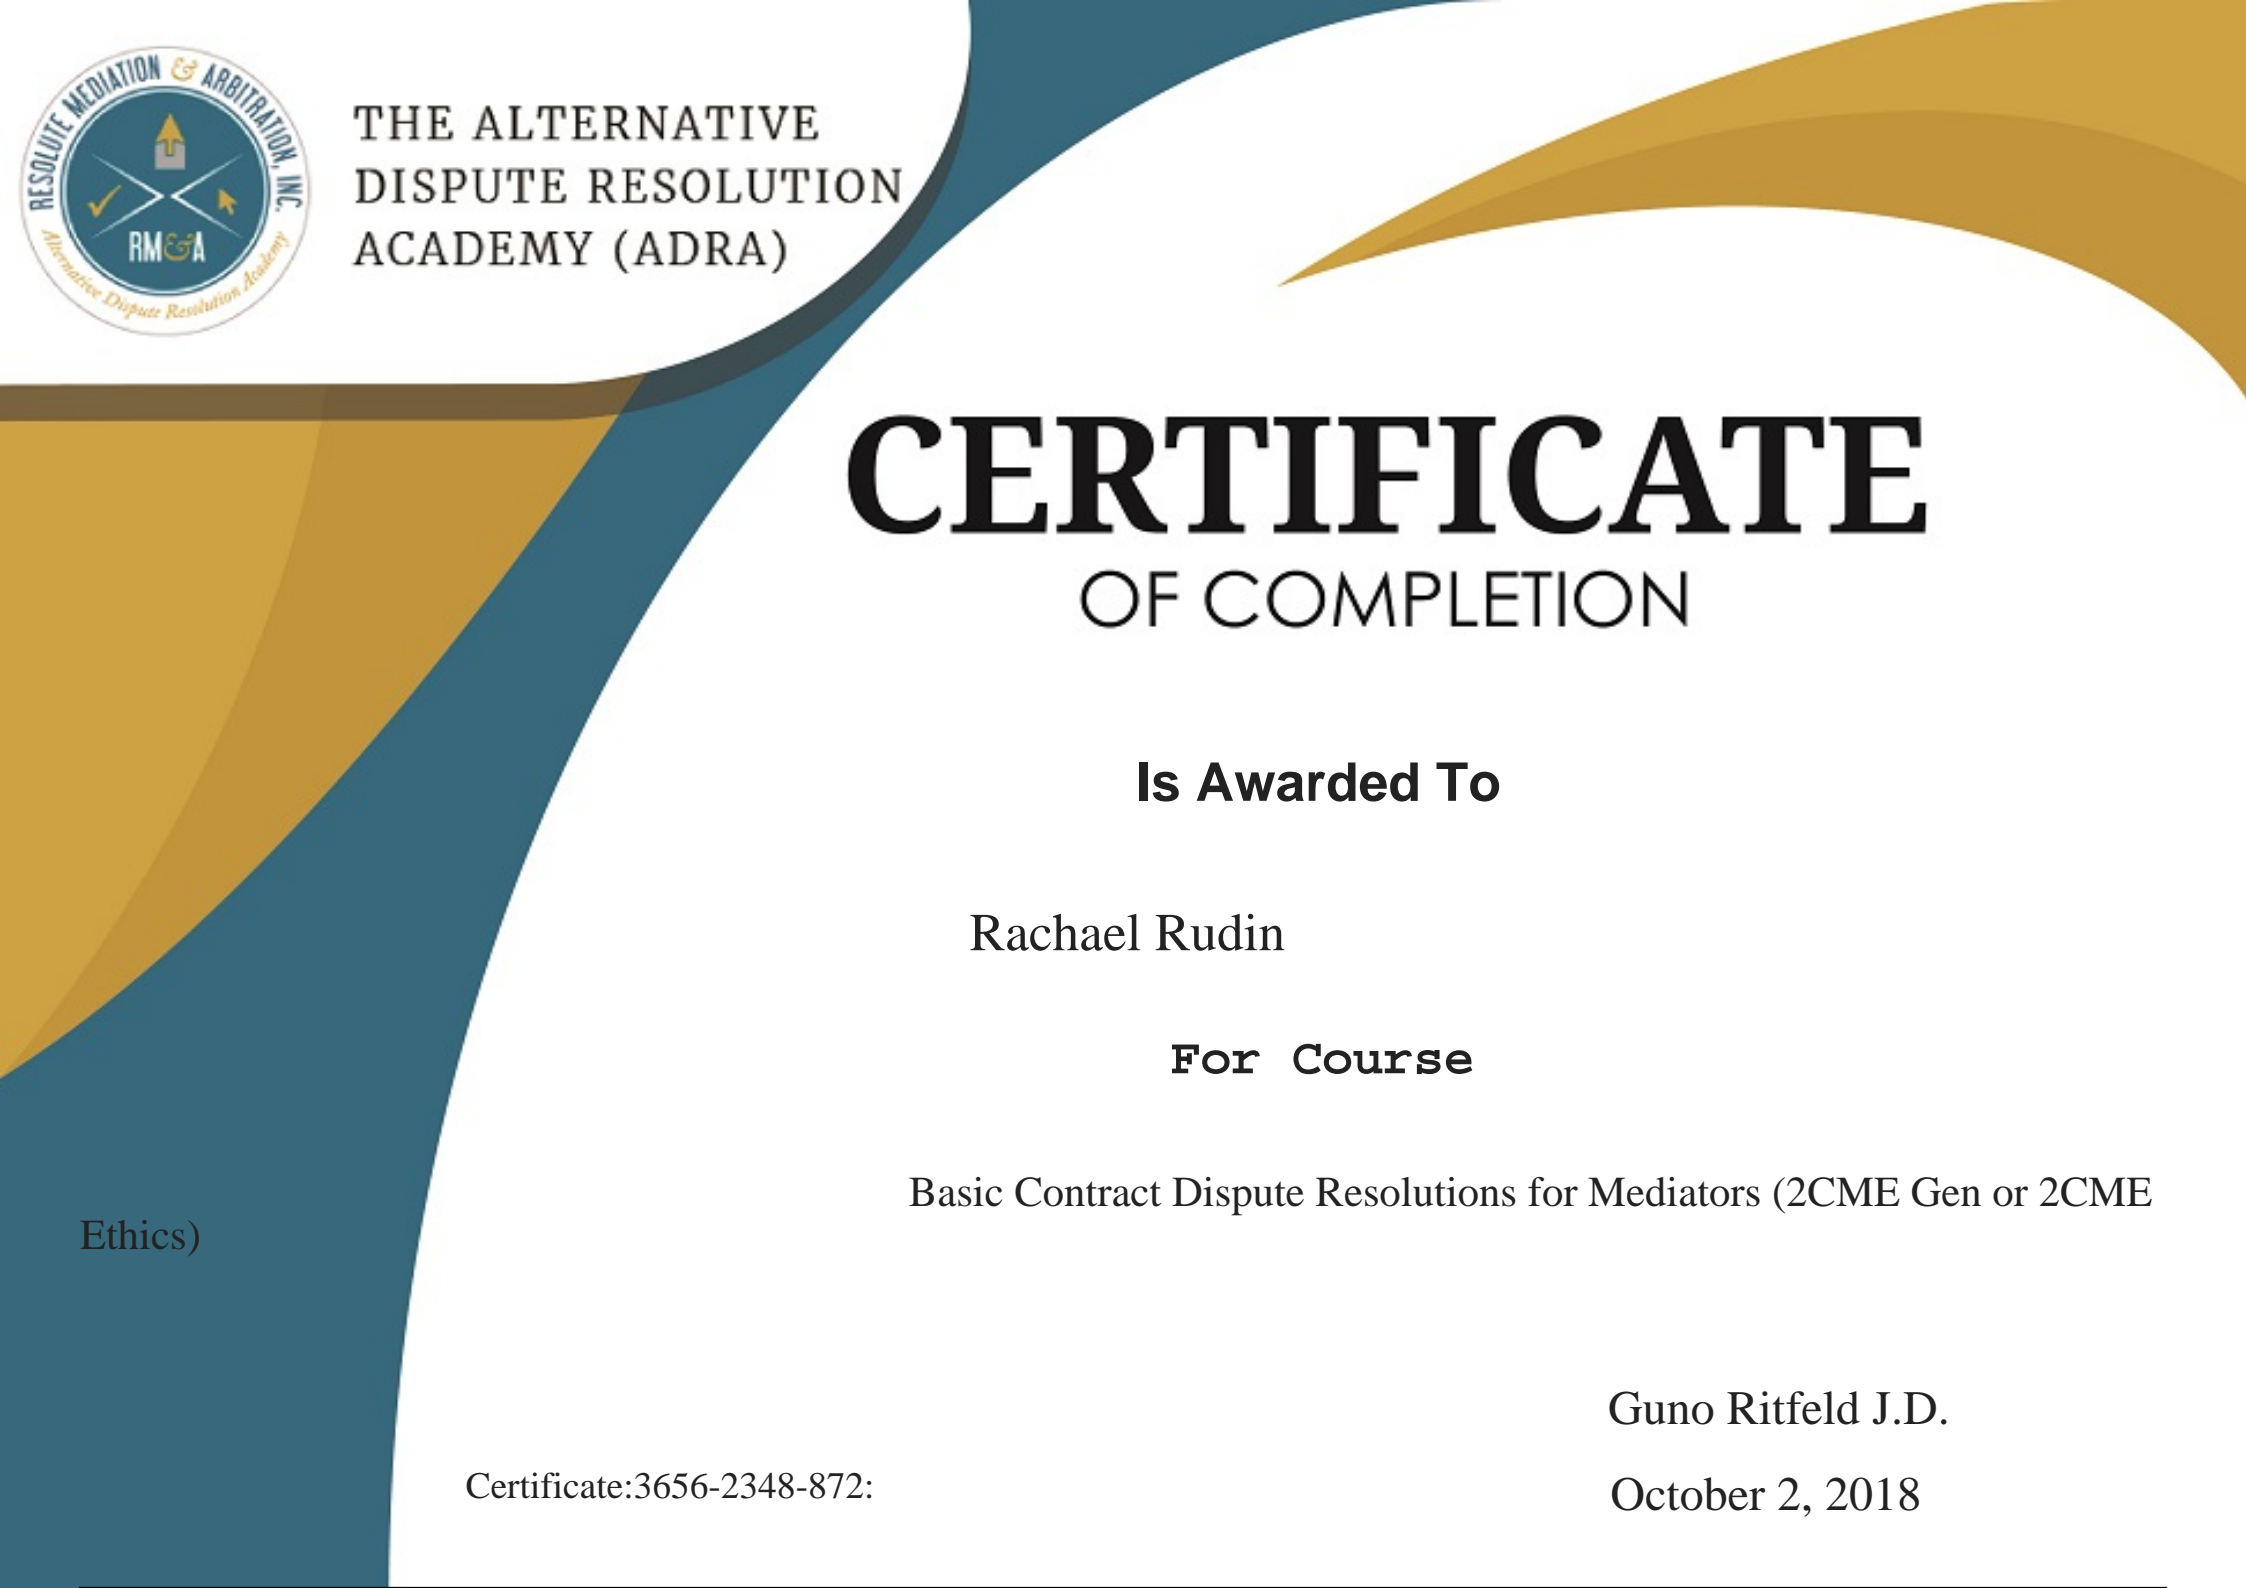 RESOLUTE MEDIATION & ARBITRATION, INC.
RM&A
Alternative Dispute Resolution Academy
THE ALTERNATIVE
DISPUTE RESOLUTION
ACADEMY (ADRA)
CERTIFICATE
OF COMPLETION
Is Awarded To
Rachael Rudin
For Course
Basic Contract Dispute Resolutions for Mediators (2CME Gen or 2CME
Ethics)
Guno Ritfeld J.D.
Certificate:3656-2348-872:
October 2, 2018